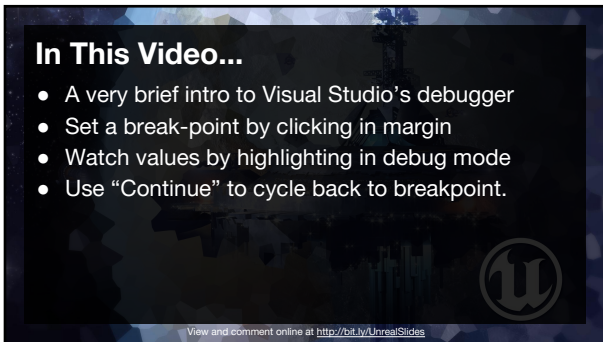 In This Video...
● A very brief intro to Visual Studio’s debugger
● Set a break-point by clicking in margin
● Watch values by highlighting in debug mode
● Use “Continue” to cycle back to breakpoint.
View and comment online at http://bit.ly/UnrealSlides